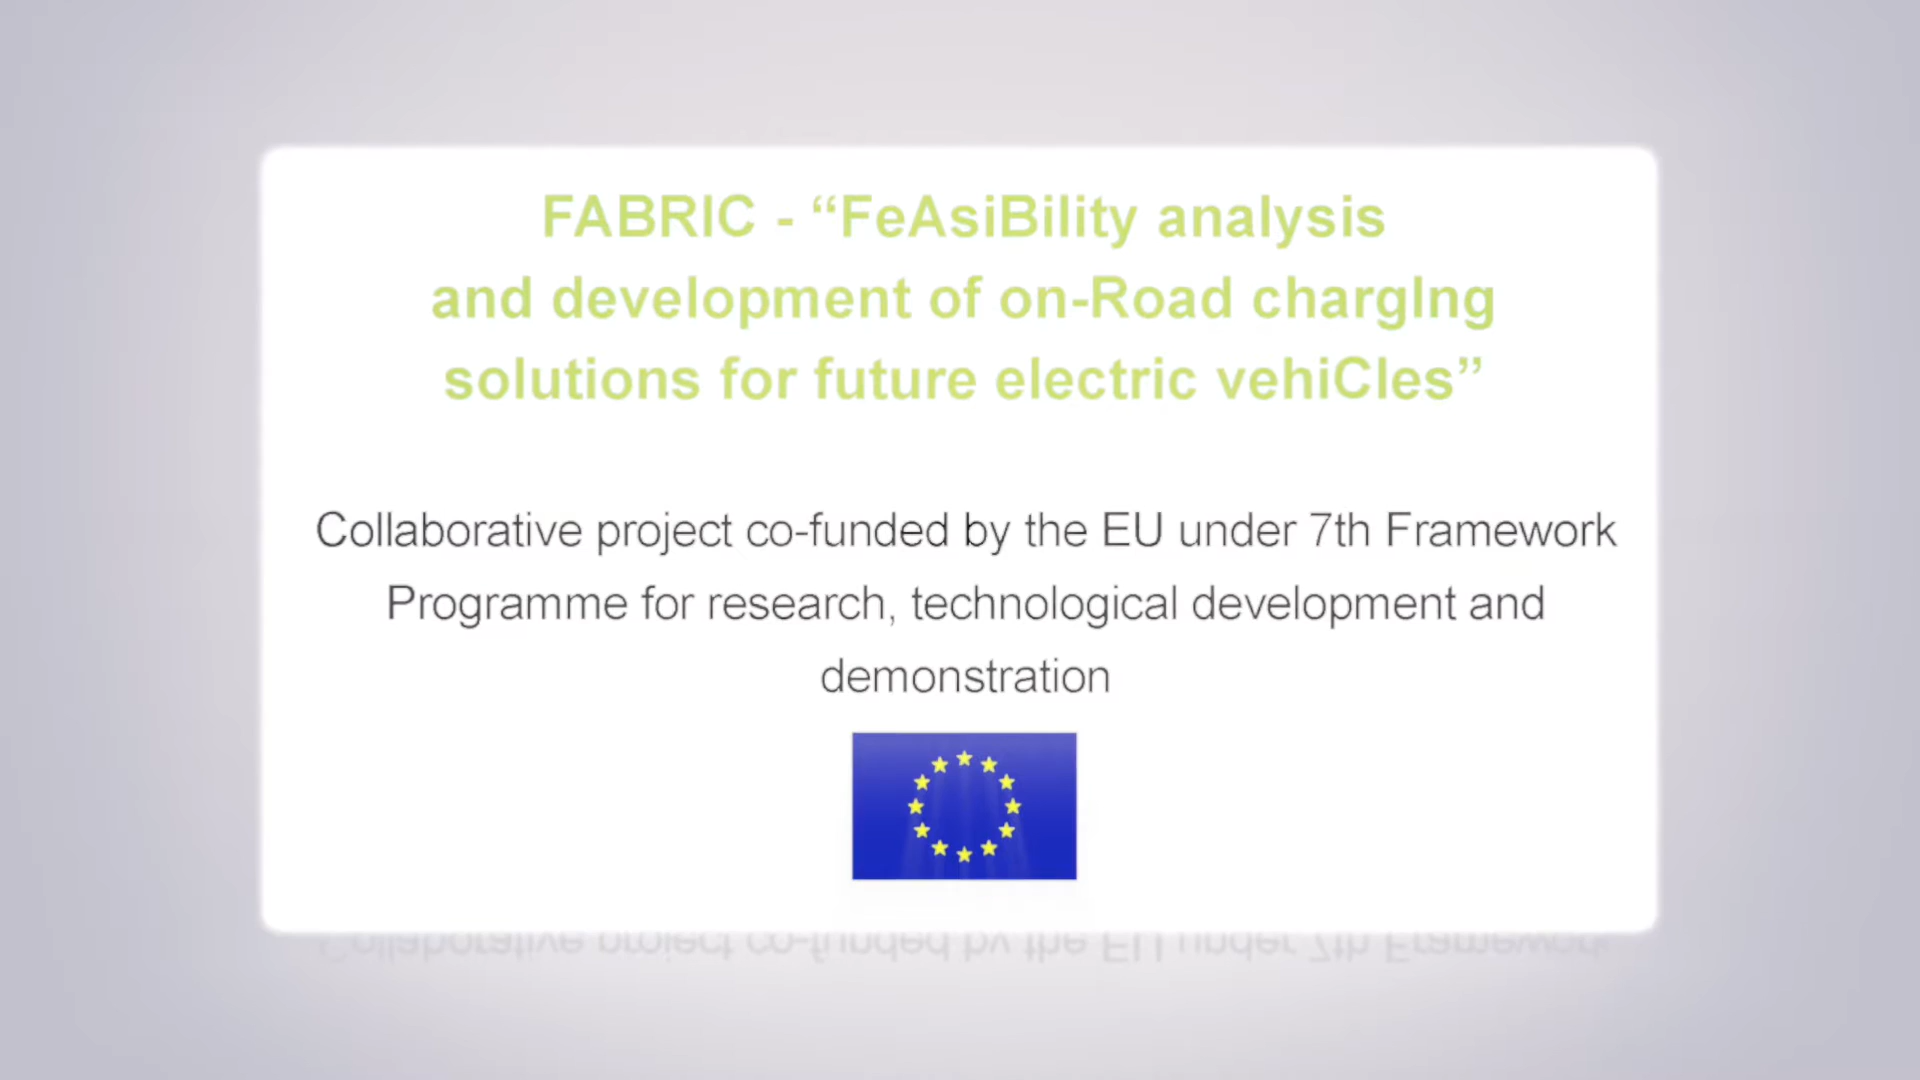 FABRIC - “FeAsiBility analysis
and development of on-Road chargIng
solutions for future electric vehiCles”
Collaborative project co-funded by the EU under 7th Framework
Programme for research, technological development and
demonstration